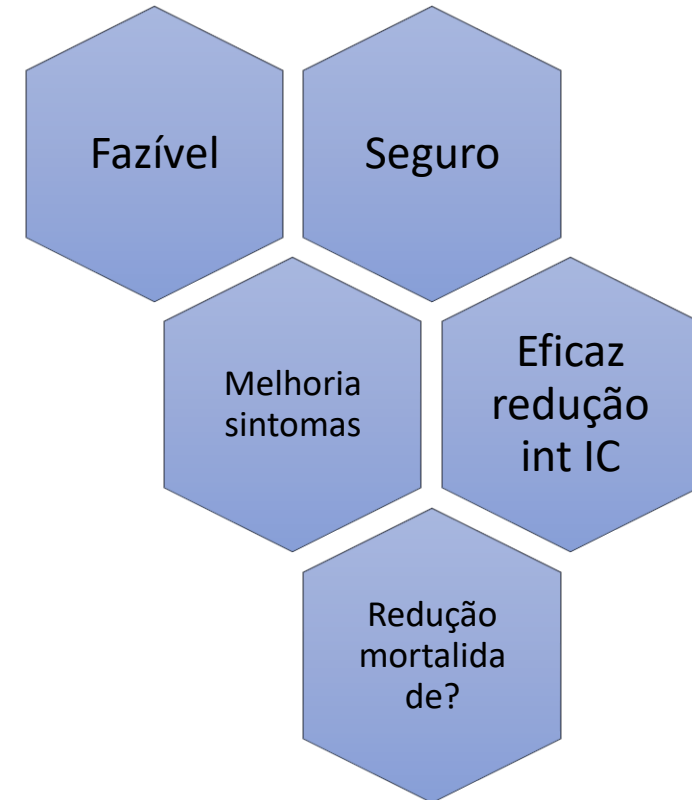 Fazível
Seguro
Melhoria
sintomas
Eficaz
redução
int IC
Redução
mortalida
de?